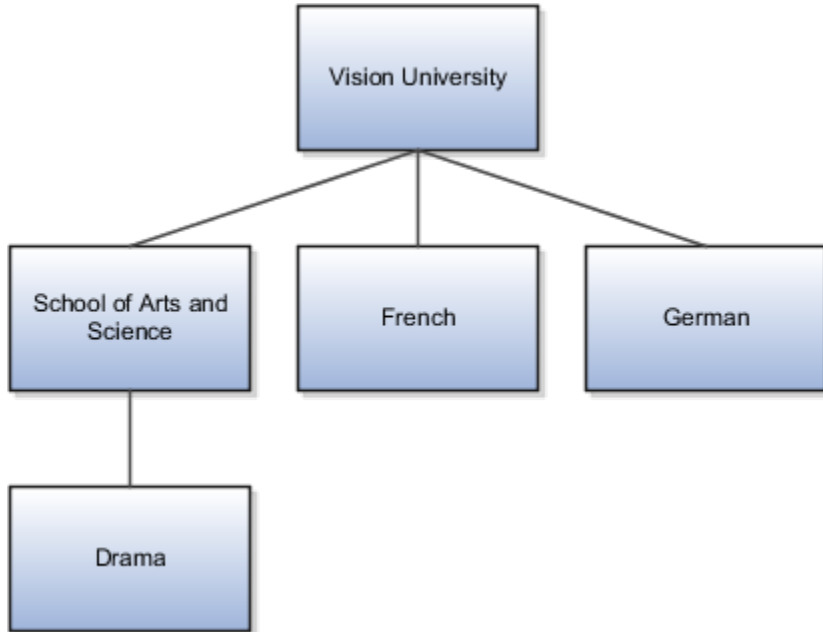 Vision University
School of Arts and
Science
French
German
Drama